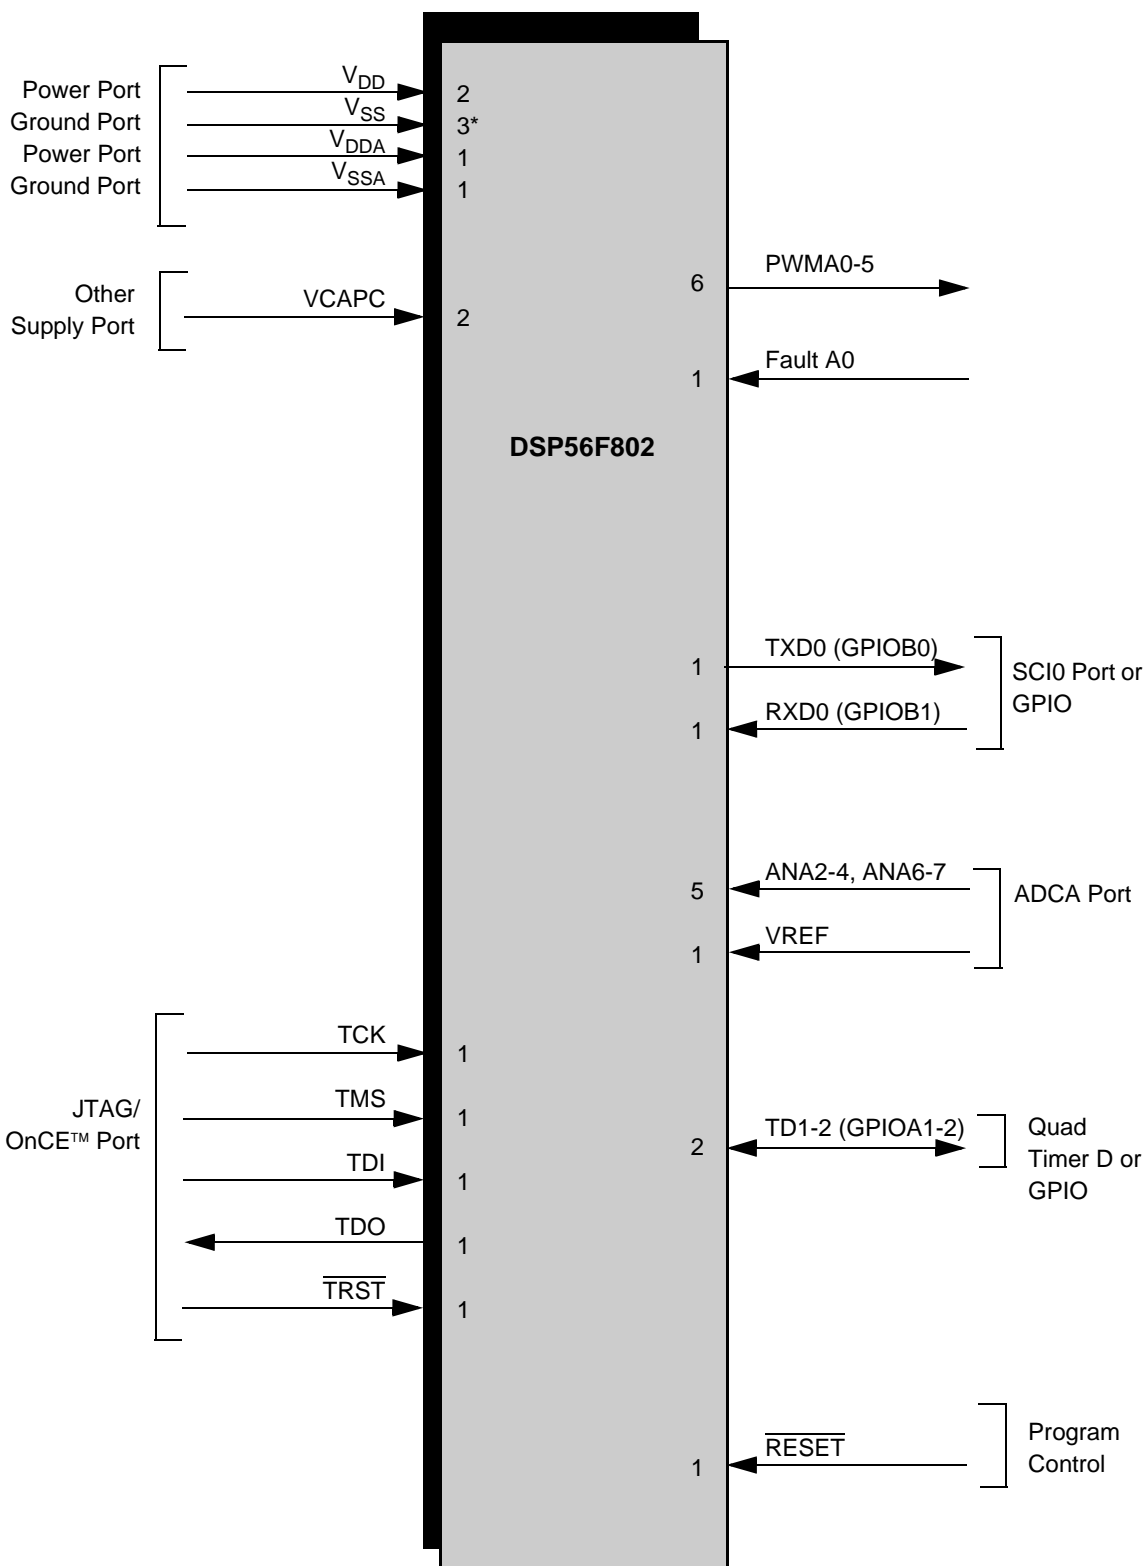 Power Port
V_DD
2
Ground Port
V_SS
3*
Power Port
V_DDA
1
Ground Port
V_SSA
1
Other
Supply Port
VCAPC
2
6
PWMA0-5
1
Fault A0
DSP56F802
1
TXD0 (GPIOB0)
1
RXD0 (GPIOB1)
SCI0 Port or
GPIO
5
ANA2-4, ANA6-7
1
VREF
ADCA Port
JTAG/
OnCE™ Port
TCK
1
TMS
1
TDI
1
TDO
1
T̅R̅S̅T̅
1
2
TD1-2 (GPIOA1-2)
Quad
Timer D or
GPIO
1
R̅E̅S̅E̅T̅
Program
Control